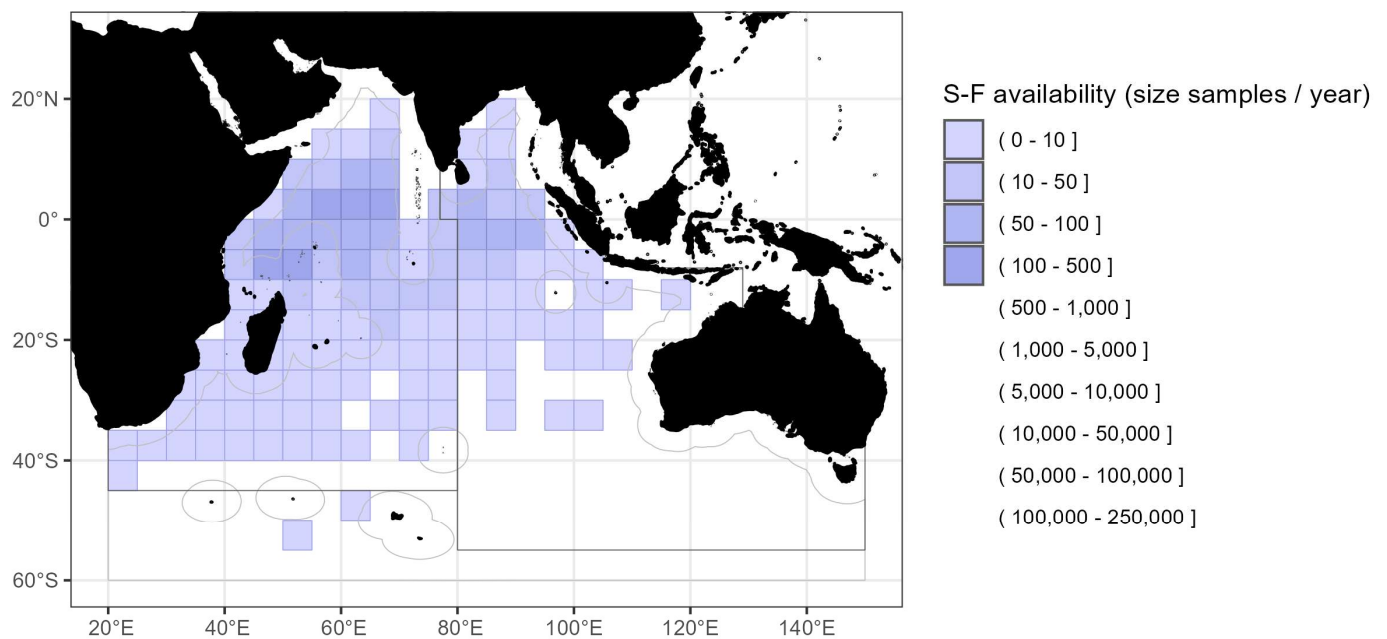 S-F availability (size samples / year)
( 0 - 10 ]
( 10 - 50 ]
( 50 - 100 ]
( 100 - 500 ]
( 500 - 1,000 ]
( 1,000 - 5,000 ]
( 5,000 - 10,000 ]
( 10,000 - 50,000 ]
( 50,000 - 100,000 ]
( 100,000 - 250,000 ]
20°N
0°
20°S
40°S
60°S
20°E 40°E 60°E 80°E 100°E 120°E 140°E